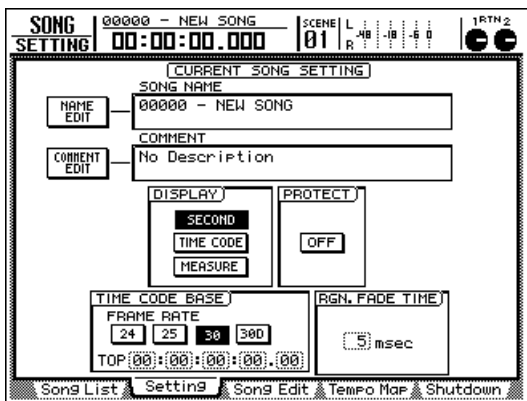 SONG SETTING
00000 - NEW SONG
00:00:00.000
SCENE 01
L R -48 -18 -6 0
1RTN2
CURRENT SONG SETTING
SONG NAME
NAME EDIT
00000 - NEW SONG
COMMENT
COMMENT EDIT
No Description
DISPLAY
PROTECT
SECOND
TIME CODE
OFF
MEASURE
TIME CODE BASE
RGN. FADE TIME
FRAME RATE
24 25 30 30D
5 msec
TOP 00:00:00:00.00
Song List Setting Song Edit Tempo Map Shutdown